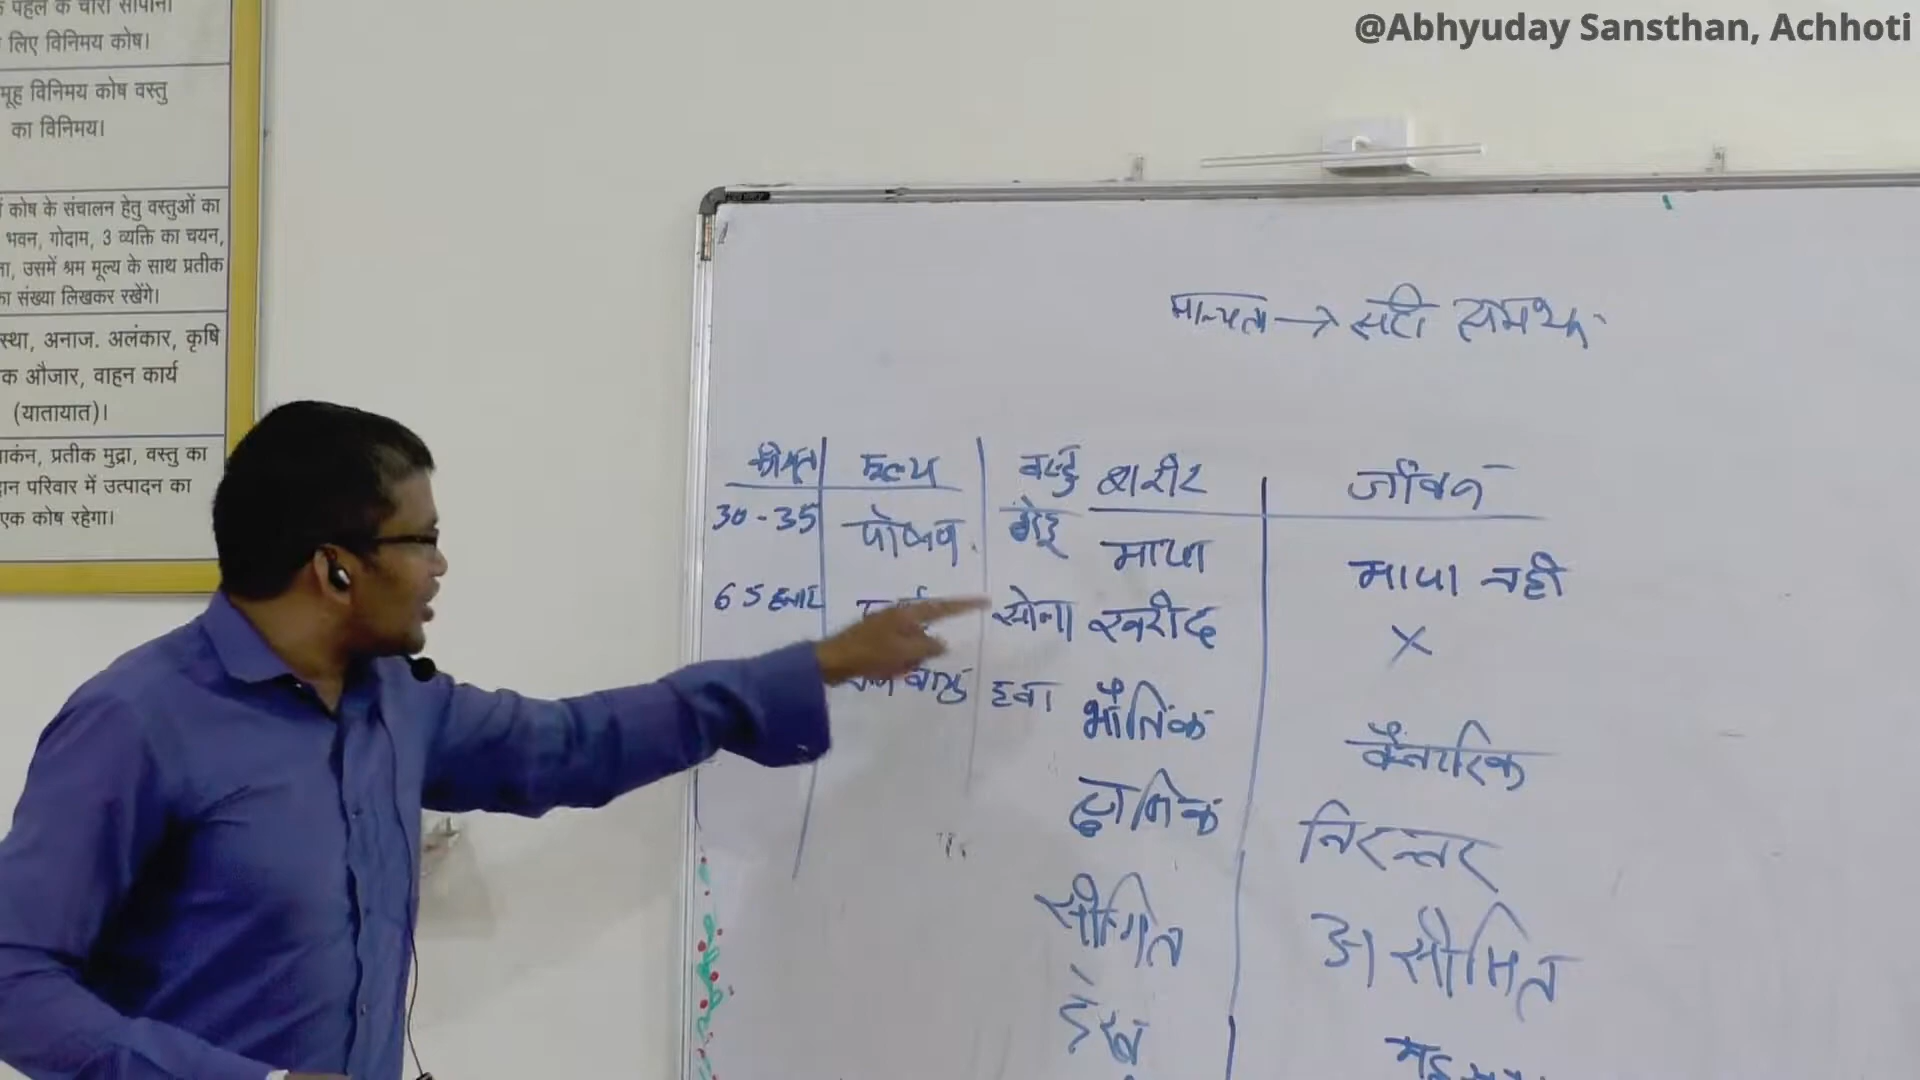 @Abhyuday Sansthan, Achhoti
पहल के चारों सोपानों
लिए विनिमय कोष।
मूह विनिमय कोष वस्तु
का विनिमय।
कोष के संचालन हेतु वस्तुओं का
भवन, गोदाम, 3 व्यक्ति का चयन,
उसमें श्रम मूल्य के साथ प्रतीक
संख्या लिखकर रखेंगे।
स्था, अनाज. अलंकार, कृषि
क औजार, वाहन कार्य
(यातायात)।
ाकंन, प्रतीक मुद्रा, वस्तु का
दान परिवार में उत्पादन का
एक कोष रहेगा।
मान्यता → सही समझ
कीमत मूल्य वस्तु शरीर जीवन
30-35 पोषण गेहू मापा मापा नही
65 हजार सोना खरीद X
वायु हवा भौतिक
क्षणिक निरन्तर
सीमित असीमित